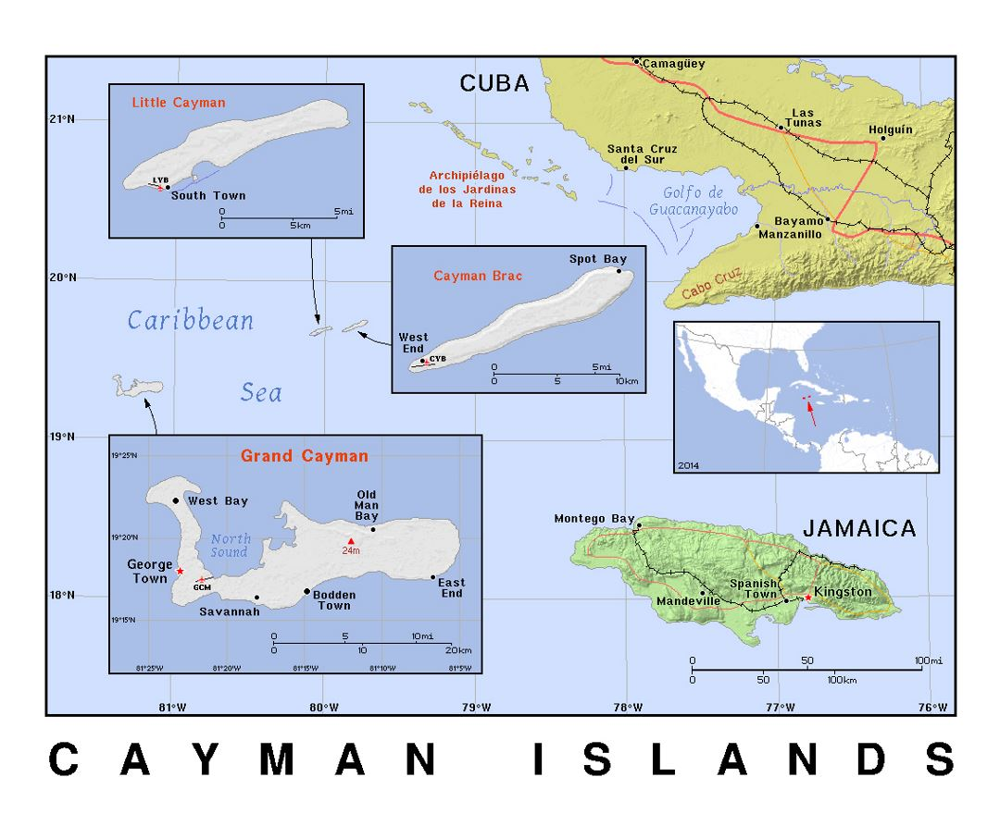 CUBA
Camagüey
Las
Tunas
Holguín
Santa Cruz
del Sur
Archipiélago
de los Jardinas
de la Reina
Golfo de
Guacanayabo
Bayamo
Manzanillo
Cabo Cruz
21°N
20°N
19°N
18°N
Little Cayman
LYB
South Town
0
5mi
0
5km
Cayman Brac
Spot Bay
West
End
CYB
0
5mi
0
5
10km
Caribbean
Sea
2014
Grand Cayman
19°25'N
19°20'N
19°15'N
West Bay
Old
Man
Bay
North
Sound
24m
George
Town
GCM
Savannah
Bodden
Town
East
End
0
5
10mi
0
10
20km
81°25'W
81°20'W
81°15'W
81°10'W
81°5'W
JAMAICA
Montego Bay
Mandeville
Spanish
Town
Kingston
0
50
100mi
0
50
100km
81°W
80°W
79°W
78°W
77°W
76°W
CAYMAN ISLANDS